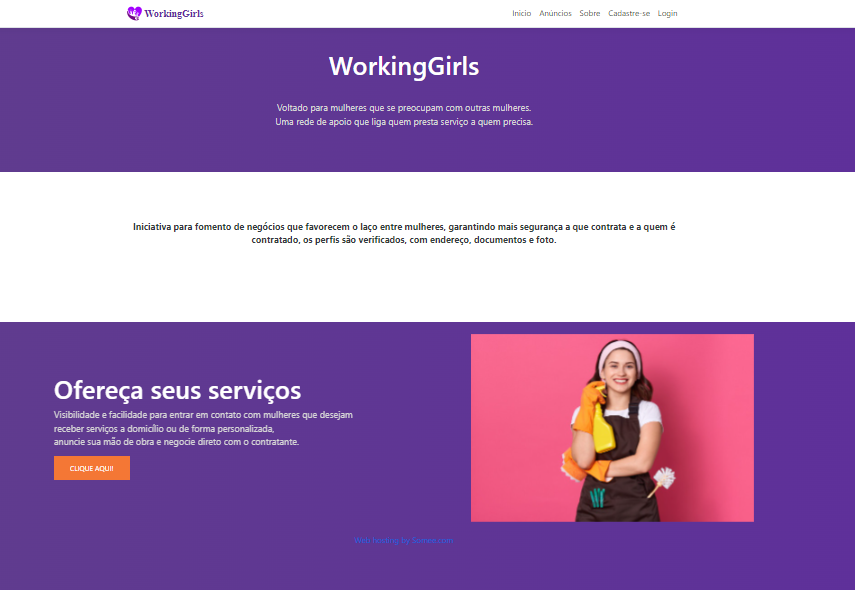 WorkingGirls
Inicio Anúncios Sobre Cadastre-se Login
WorkingGirls
Voltado para mulheres que se preocupam com outras mulheres.
Uma rede de apoio que liga quem presta serviço a quem precisa.
Iniciativa para fomento de negócios que favorecem o laço entre mulheres, garantindo mais segurança a que contrata e a quem é
contratado, os perfis são verificados, com endereço, documentos e foto.
Ofereça seus serviços
Visibilidade e facilidade para entrar em contato com mulheres que desejam
receber serviços a domicílio ou de forma personalizada,
anuncie sua mão de obra e negocie direto com o contratante.
CLIQUE AQUI!
Web hosting by Somee.com